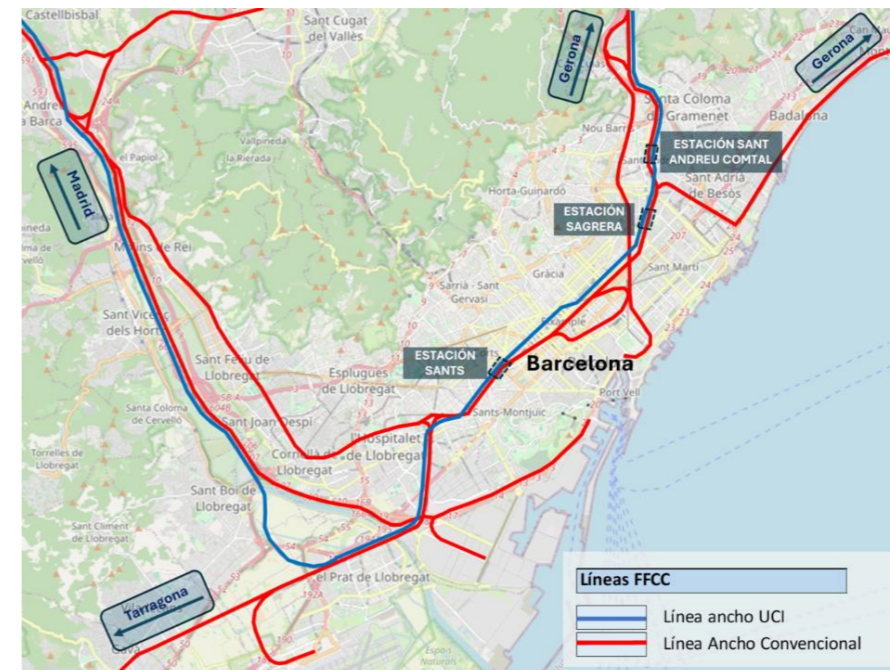 Castellbisbal
Sant Cugat
del Vallès
Gerona
Gerona
Santa Coloma
de Gramenet
Badalona
Nou Barris
ESTACIÓN SANT
ANDREU COMTAL
Sant Adrià
de Besòs
Vallpineda
la Rierada
el Papiol
Madrid
Horta-Guinardó
ESTACIÓN
SAGRERA
Molins de Rei
Gràcia
Sant Martí
Sarrià - Sant
Gervasi
Eixample
Sant Vicenç
dels Horts
Sant Feliu de
Llobregat
Esplugues
de Llobregat
ESTACIÓN
SANTS
Barcelona
Port Vell
Santa Coloma
de Cervelló
Sant Joan Despí
Sants-Montjuïc
l'Hospitalet
de Llobregat
Cornellà de
Llobregat
Torrelles de
Llobregat
Sant Boi de
Llobregat
Sant Climent
de Llobregat
el Prat de Llobregat
Tarragona
Gavà
Espais
Naturals
Líneas FFCC
Línea ancho UCI
Línea Ancho Convencional